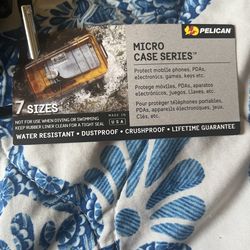 PELICAN
MICRO
CASE SERIES™
Protect mobile phones, PDAs,
electronics, games, keys etc.
Protege móviles, PDAs, aparatos
electrónicos, juegos, llaves, etc.
Pour protéger téléphones portables,
PDAs, appareils électroniques, jeux,
Clés, etc.
7 SIZES
MADE IN
USA
NOT FOR USE WHEN DIVING OR SWIMMING
KEEP RUBBER LINER CLEAN FOR A TIGHT SEAL
WATER RESISTANT • DUSTPROOF • CRUSHPROOF • LIFETIME GUARANTEE